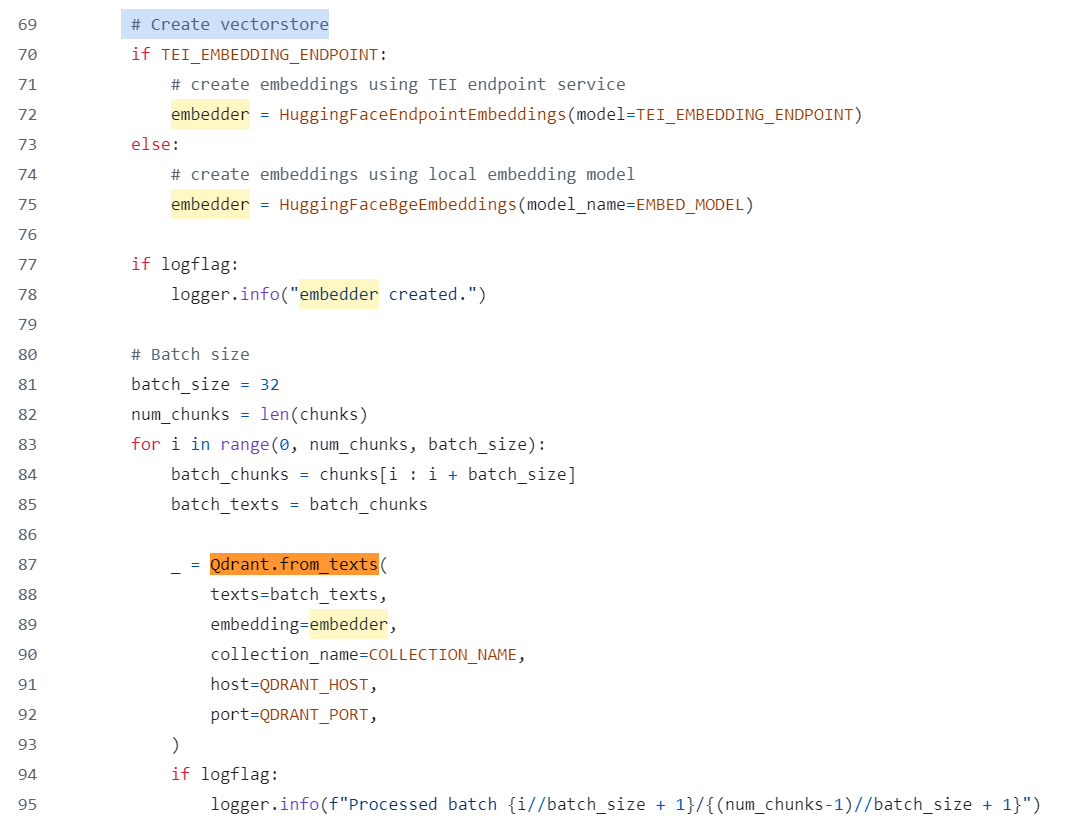 69 # Create vectorstore
70 if TEI_EMBEDDING_ENDPOINT:
71 # create embeddings using TEI endpoint service
72 embedder = HuggingFaceEndpointEmbeddings(model=TEI_EMBEDDING_ENDPOINT)
73 else:
74 # create embeddings using local embedding model
75 embedder = HuggingFaceBgeEmbeddings(model_name=EMBED_MODEL)
76
77 if logflag:
78 logger.info("embedder created.")
79
80 # Batch size
81 batch_size = 32
82 num_chunks = len(chunks)
83 for i in range(0, num_chunks, batch_size):
84 batch_chunks = chunks[i : i + batch_size]
85 batch_texts = batch_chunks
86
87 _ = Qdrant.from_texts(
88 texts=batch_texts,
89 embedding=embedder,
90 collection_name=COLLECTION_NAME,
91 host=QDRANT_HOST,
92 port=QDRANT_PORT,
93 )
94 if logflag:
95 logger.info(f"Processed batch {i//batch_size + 1}/{(num_chunks-1)//batch_size + 1}")